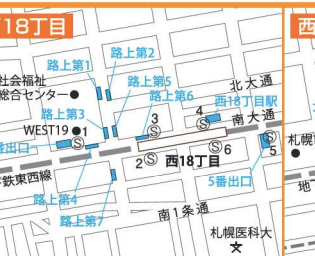 18丁目
西
路上第1
路上第2
社会福祉
総合センター
路上第5
路上第6
北大通
路上第3
西18丁目駅
南大通
WEST19
1
4
番出口
S
S
3
S
2
S
6
S
5
西18丁目
鉄東西線
5番出口
札幌
地
路上第4
路上第7
南1条通
札幌医科大